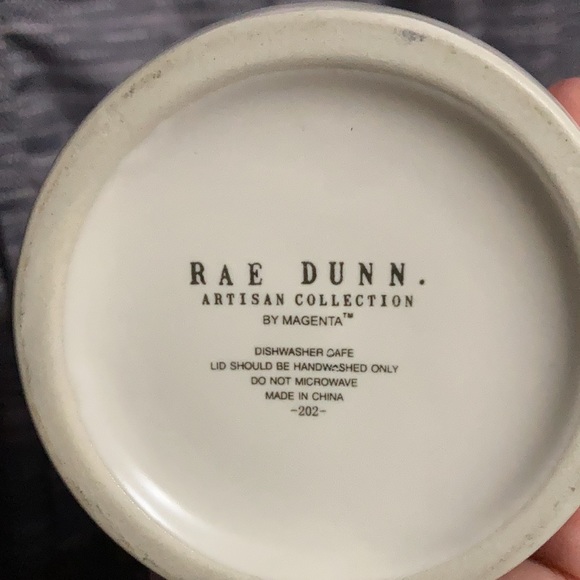 RAE DUNN.
ARTISAN COLLECTION
BY MAGENTA™
DISHWASHER CAFE
LID SHOULD BE HANDWASHED ONLY
DO NOT MICROWAVE
MADE IN CHINA
-202-